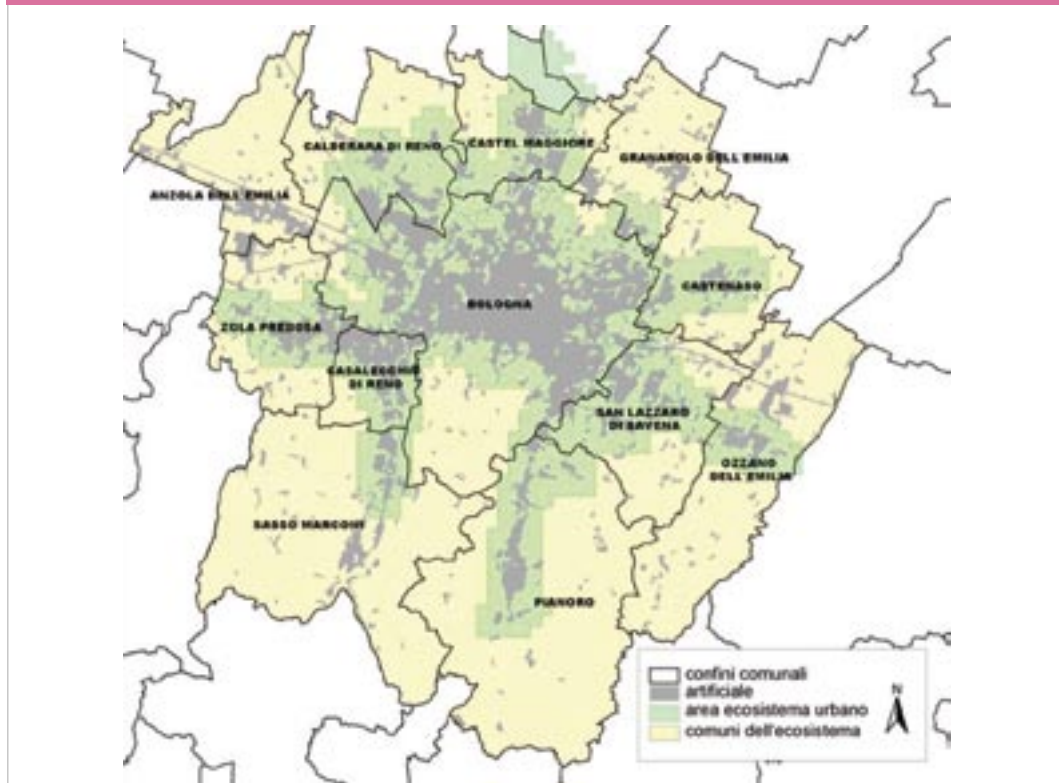 CALDERARA DI RENO
CASTEL MAGGIORE
GRANAROLO DELL'EMILIA
ANZOLA DELL'EMILIA
CASTENASO
BOLOGNA
ZOLA PREDOSA
CASALECCHIO
DI RENO
SAN LAZZARO
DI SAVENA
OZZANO
DELL'EMILIA
SASSO MARCONI
PIANORO
confini comunali
artificiale
area ecosistema urbano
comuni dell'ecosistema
N